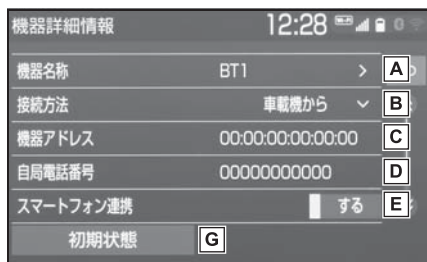 機器詳細情報 12:28
機器名称 BT1 > A
接続方法 車載機から B
機器アドレス 00:00:00:00:00:00 C
自局電話番号 00000000000 D
スマートフォン連携 する E
初期状態 G